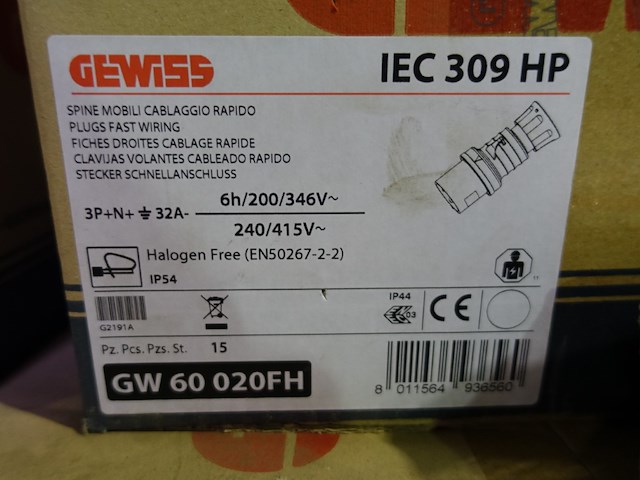 GEWISS
IEC 309 HP
SPINE MOBILI CABLAGGIO RAPIDO
PLUGS FAST WIRING
FICHES DROITES CABLAGE RAPIDE
CLAVIJAS VOLANTES CABLEADO RAPIDO
STECKER SCHNELLANSCHLUSS
3P+N+⏚ 32A- 6h/200/346V~
240/415V~
Halogen Free (EN50267-2-2)
IP54
11
G2191A
IP44
03
CE
Pz. Pcs. Pzs. St. 15
GW 60 020FH
8 011564 936560